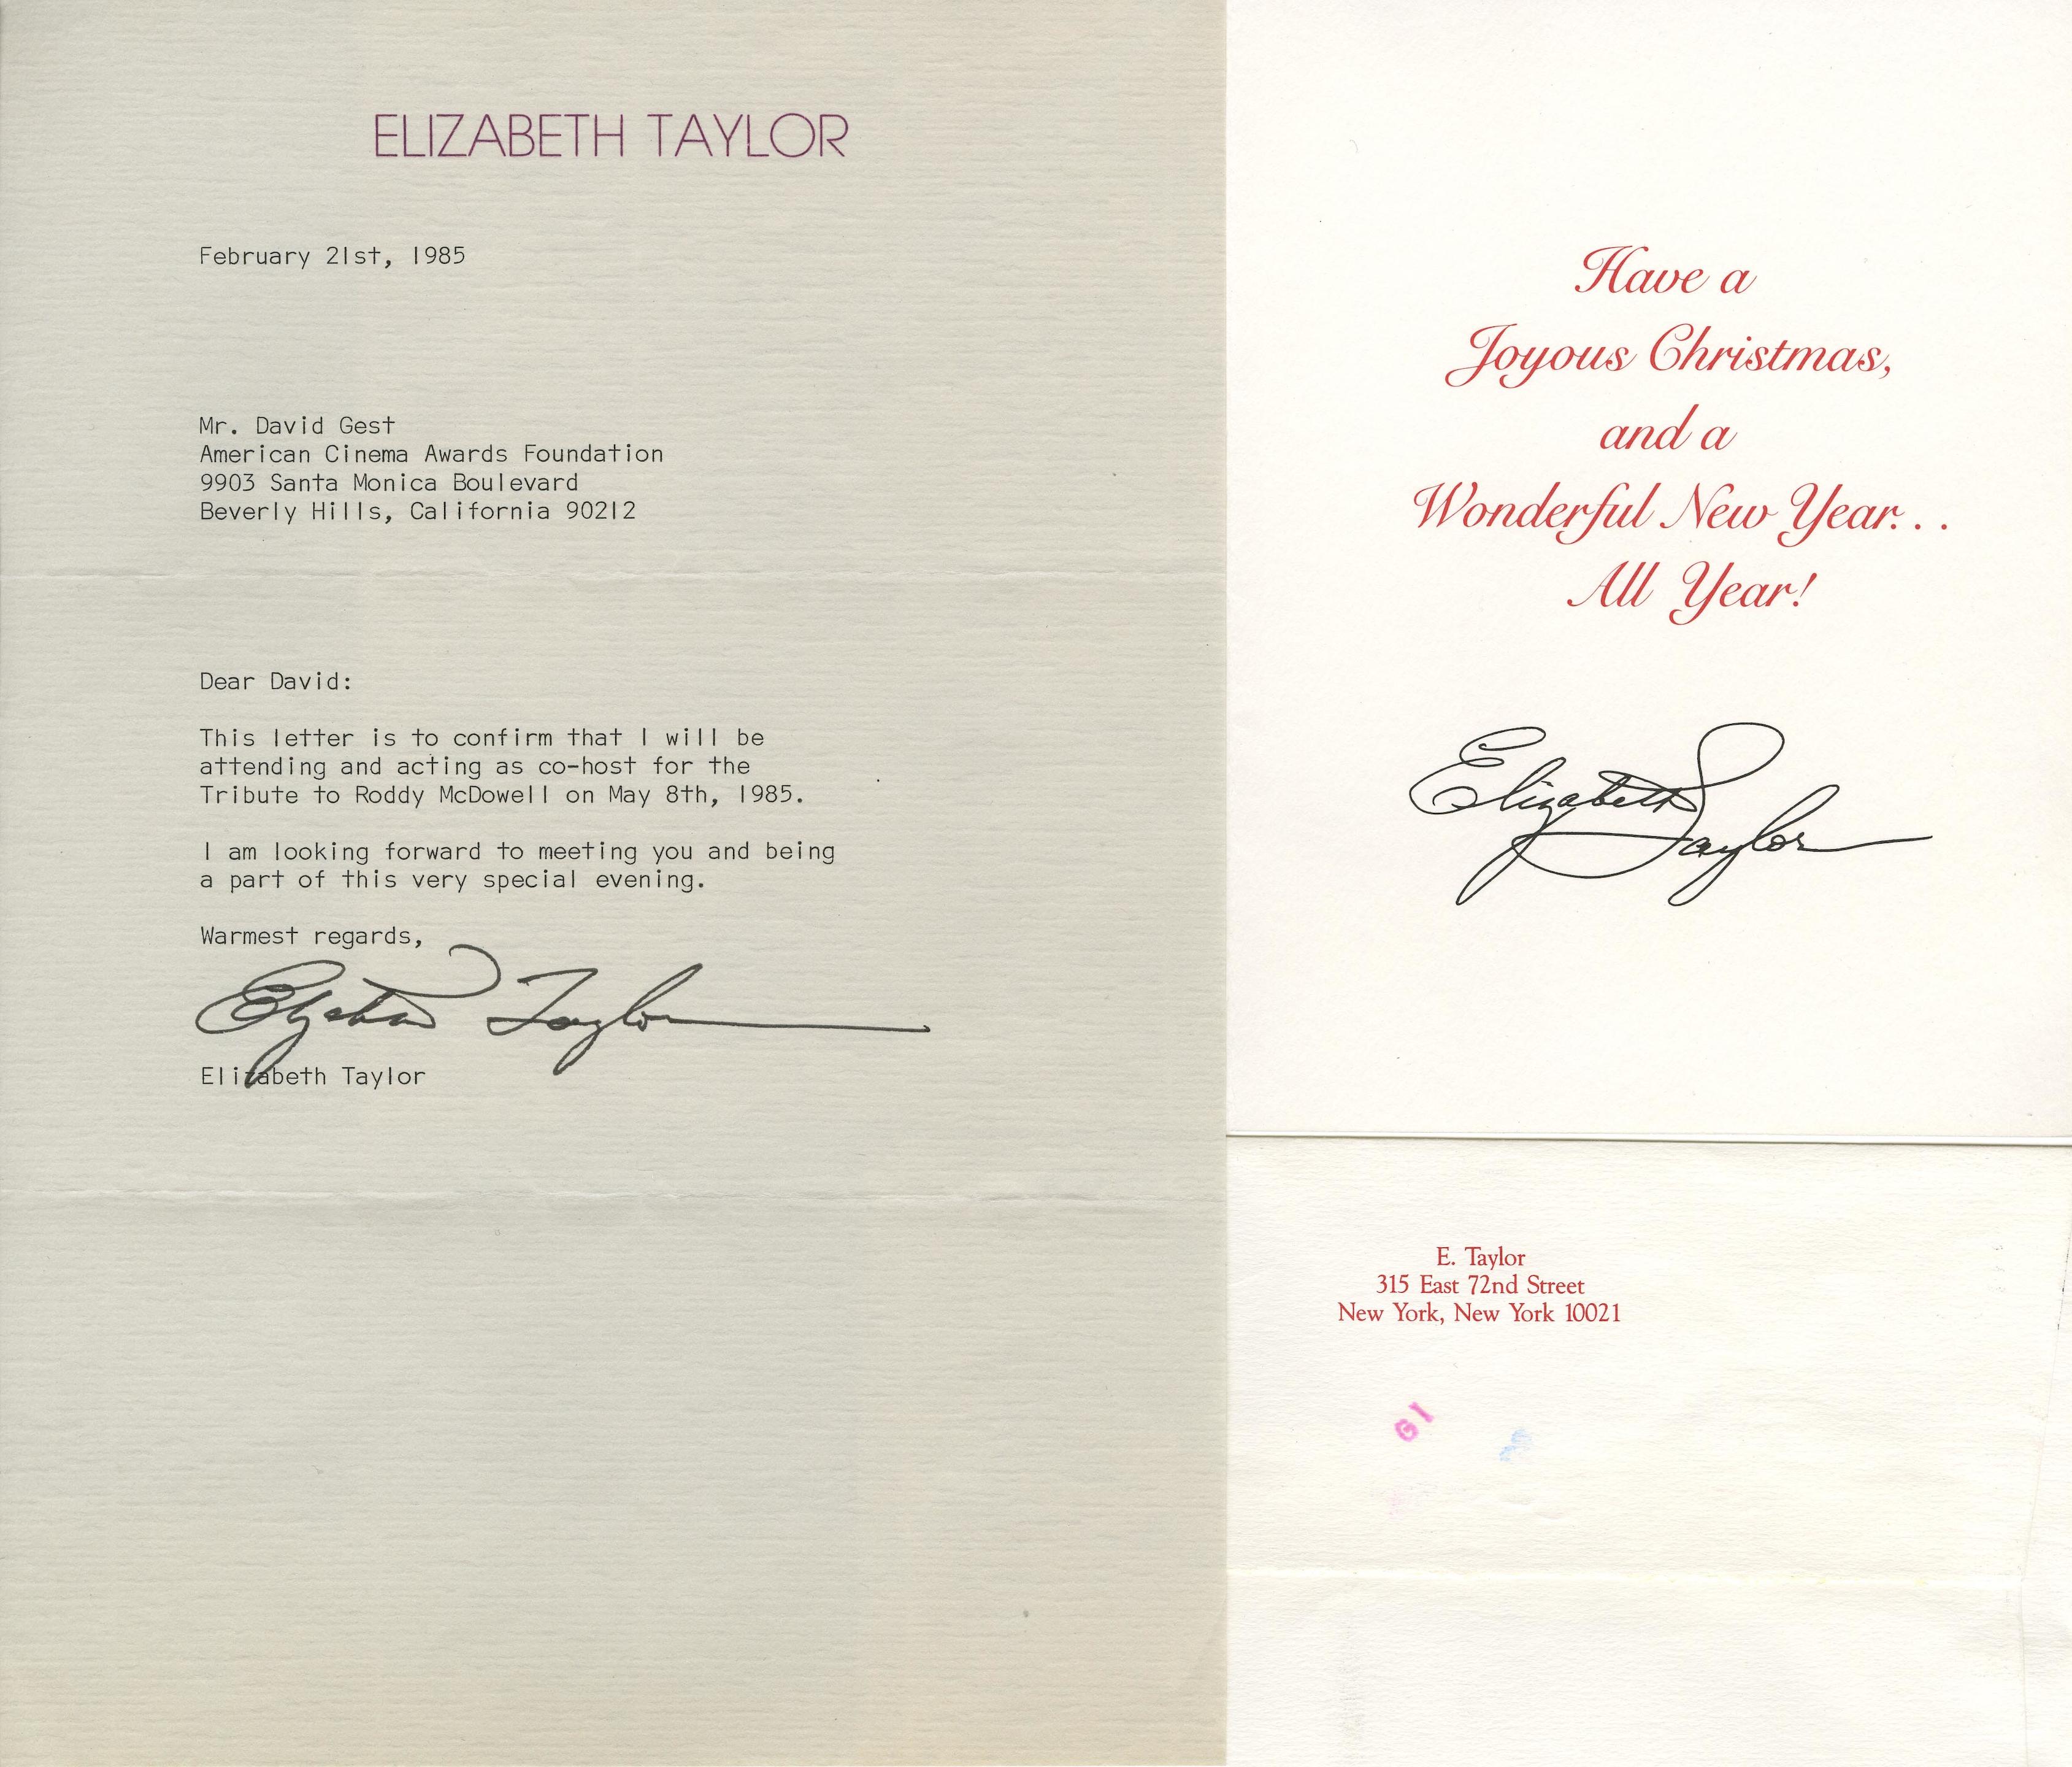 ELIZABETH TAYLOR
February 21st, 1985
Mr. David Gest
American Cinema Awards Foundation
9903 Santa Monica Boulevard
Beverly Hills, California 90212
Dear David:
This letter is to confirm that I will be
attending and acting as co-host for the
Tribute to Roddy McDowell on May 8th, 1985.
I am looking forward to meeting you and being
a part of this very special evening.
Warmest regards,
Elizabeth Taylor
Elizabeth Taylor
Have a
Joyous Christmas,
and a
Wonderful New Year...
All Year!
Elizabeth Taylor
E. Taylor
315 East 72nd Street
New York, New York 10021